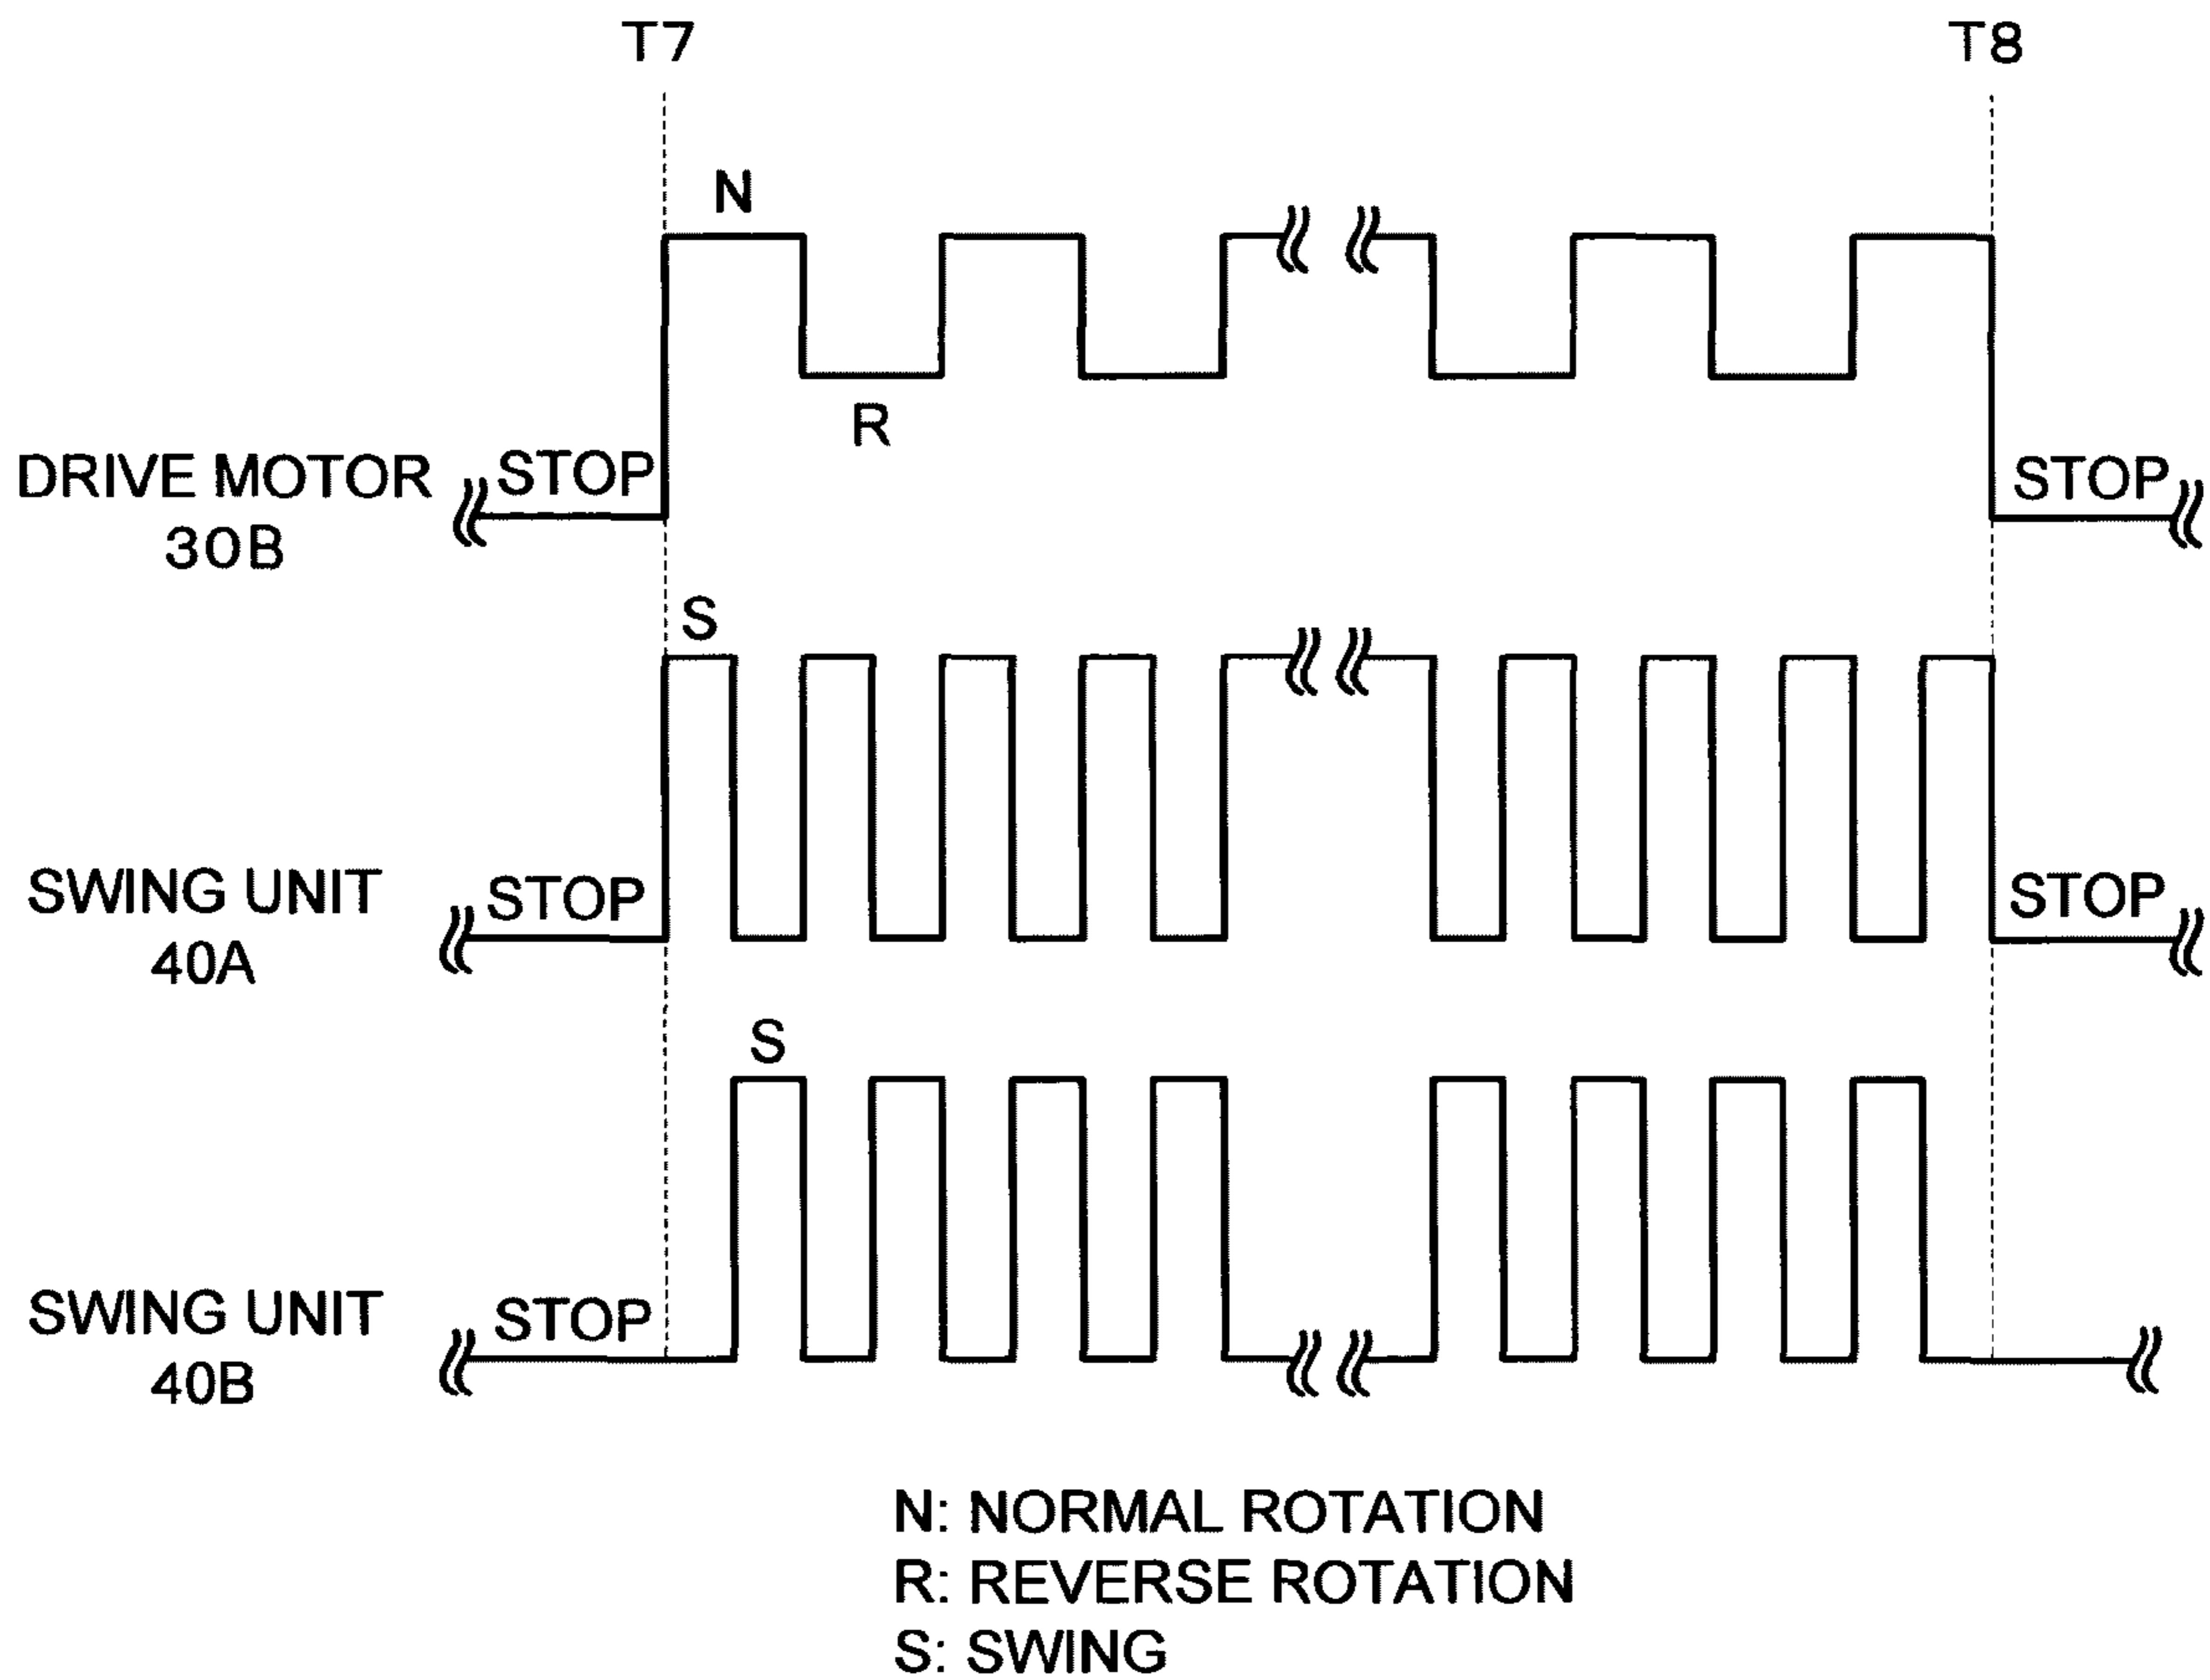 T7 T8
N
R
DRIVE MOTOR
30B
STOP STOP
S
SWING UNIT
40A
STOP STOP
S
SWING UNIT
40B
STOP
N: NORMAL ROTATION
R: REVERSE ROTATION
S: SWING